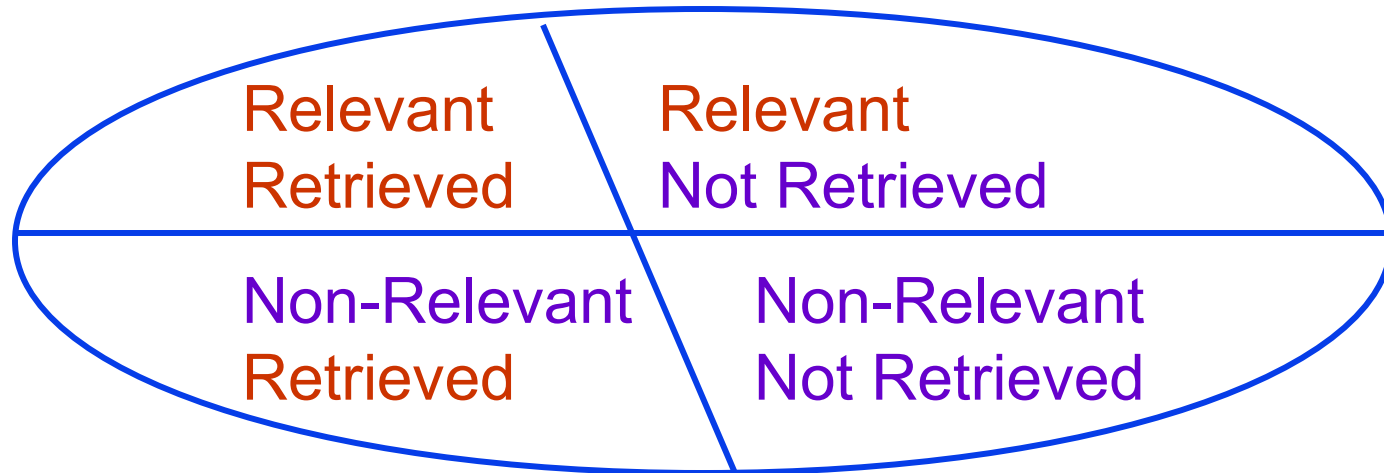 Relevant
Retrieved
Relevant
Not Retrieved
Non-Relevant
Retrieved
Non-Relevant
Not Retrieved